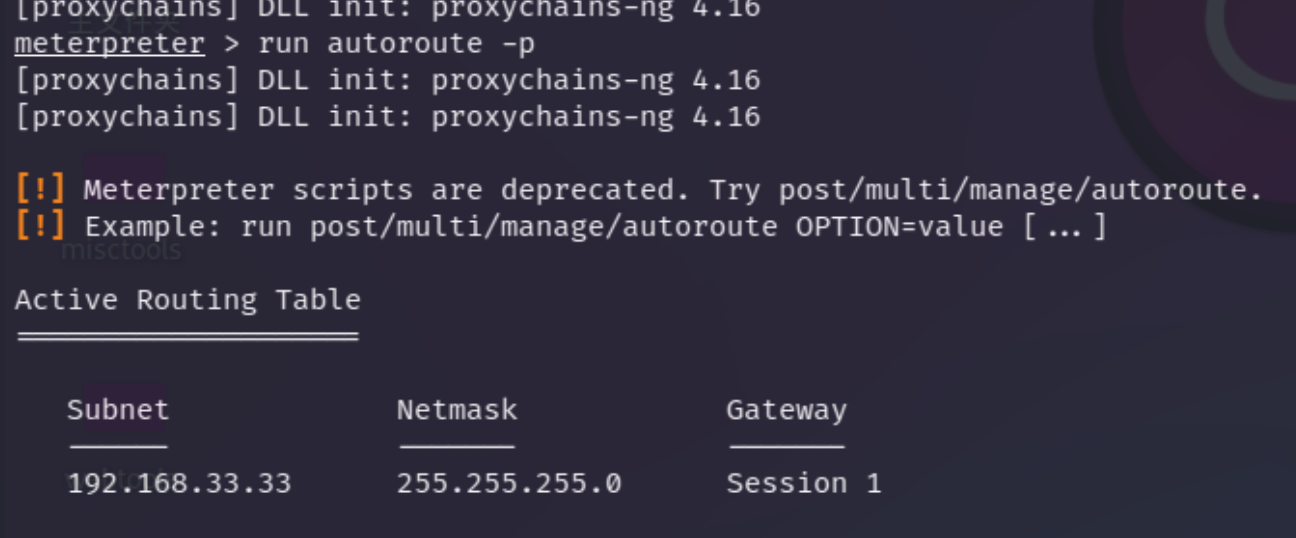 [proxychains] DLL init: proxychains-ng 4.16
meterpreter > run autoroute -p
[proxychains] DLL init: proxychains-ng 4.16
[proxychains] DLL init: proxychains-ng 4.16
[!] Meterpreter scripts are deprecated. Try post/multi/manage/autoroute.
[!] Example: run post/multi/manage/autoroute OPTION=value [...]
misctools
Active Routing Table
Subnet Netmask Gateway
192.168.33.33 255.255.255.0 Session 1